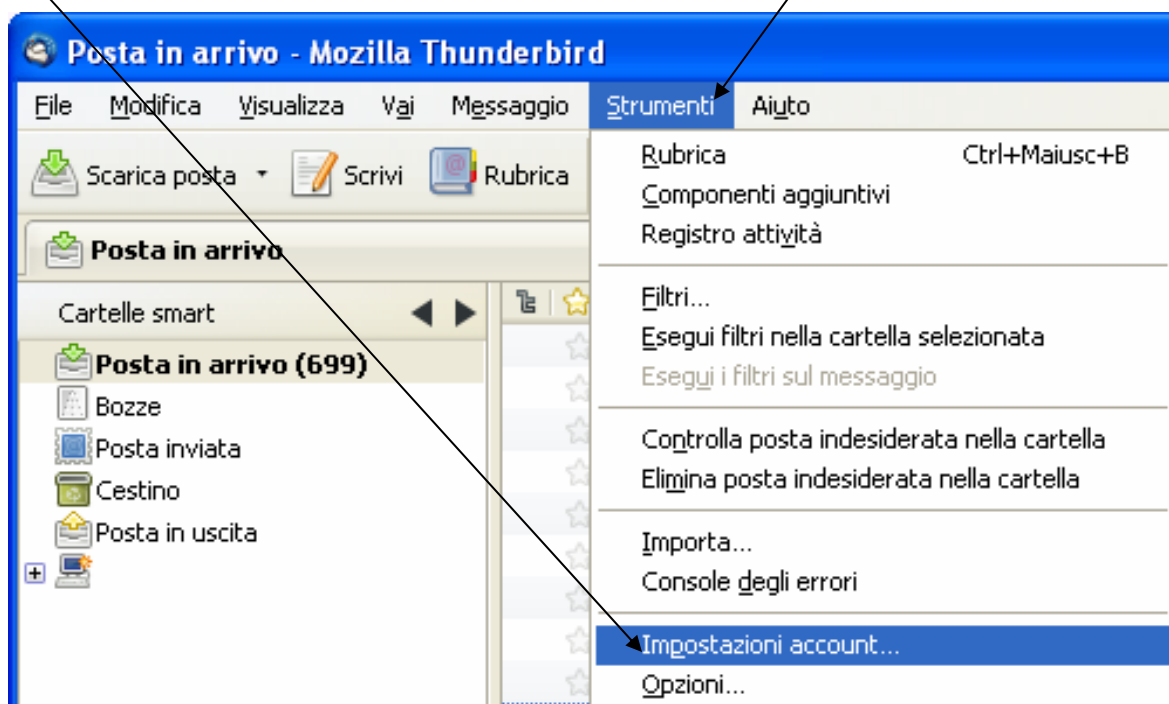 Posta in arrivo - Mozilla Thunderbird
File Modifica Visualizza Vai Messaggio Strumenti Aiuto
Scarica posta Scrivi Rubrica
Posta in arrivo
Cartelle smart
Posta in arrivo (699)
Bozze
Posta inviata
Cestino
Posta in uscita
Rubrica Ctrl+Maiusc+B
Componenti aggiuntivi
Registro attività
Filtri...
Esegui filtri nella cartella selezionata
Esegui i filtri sul messaggio
Controlla posta indesiderata nella cartella
Elimina posta indesiderata nella cartella
Importa...
Console degli errori
Impostazioni account...
Opzioni...